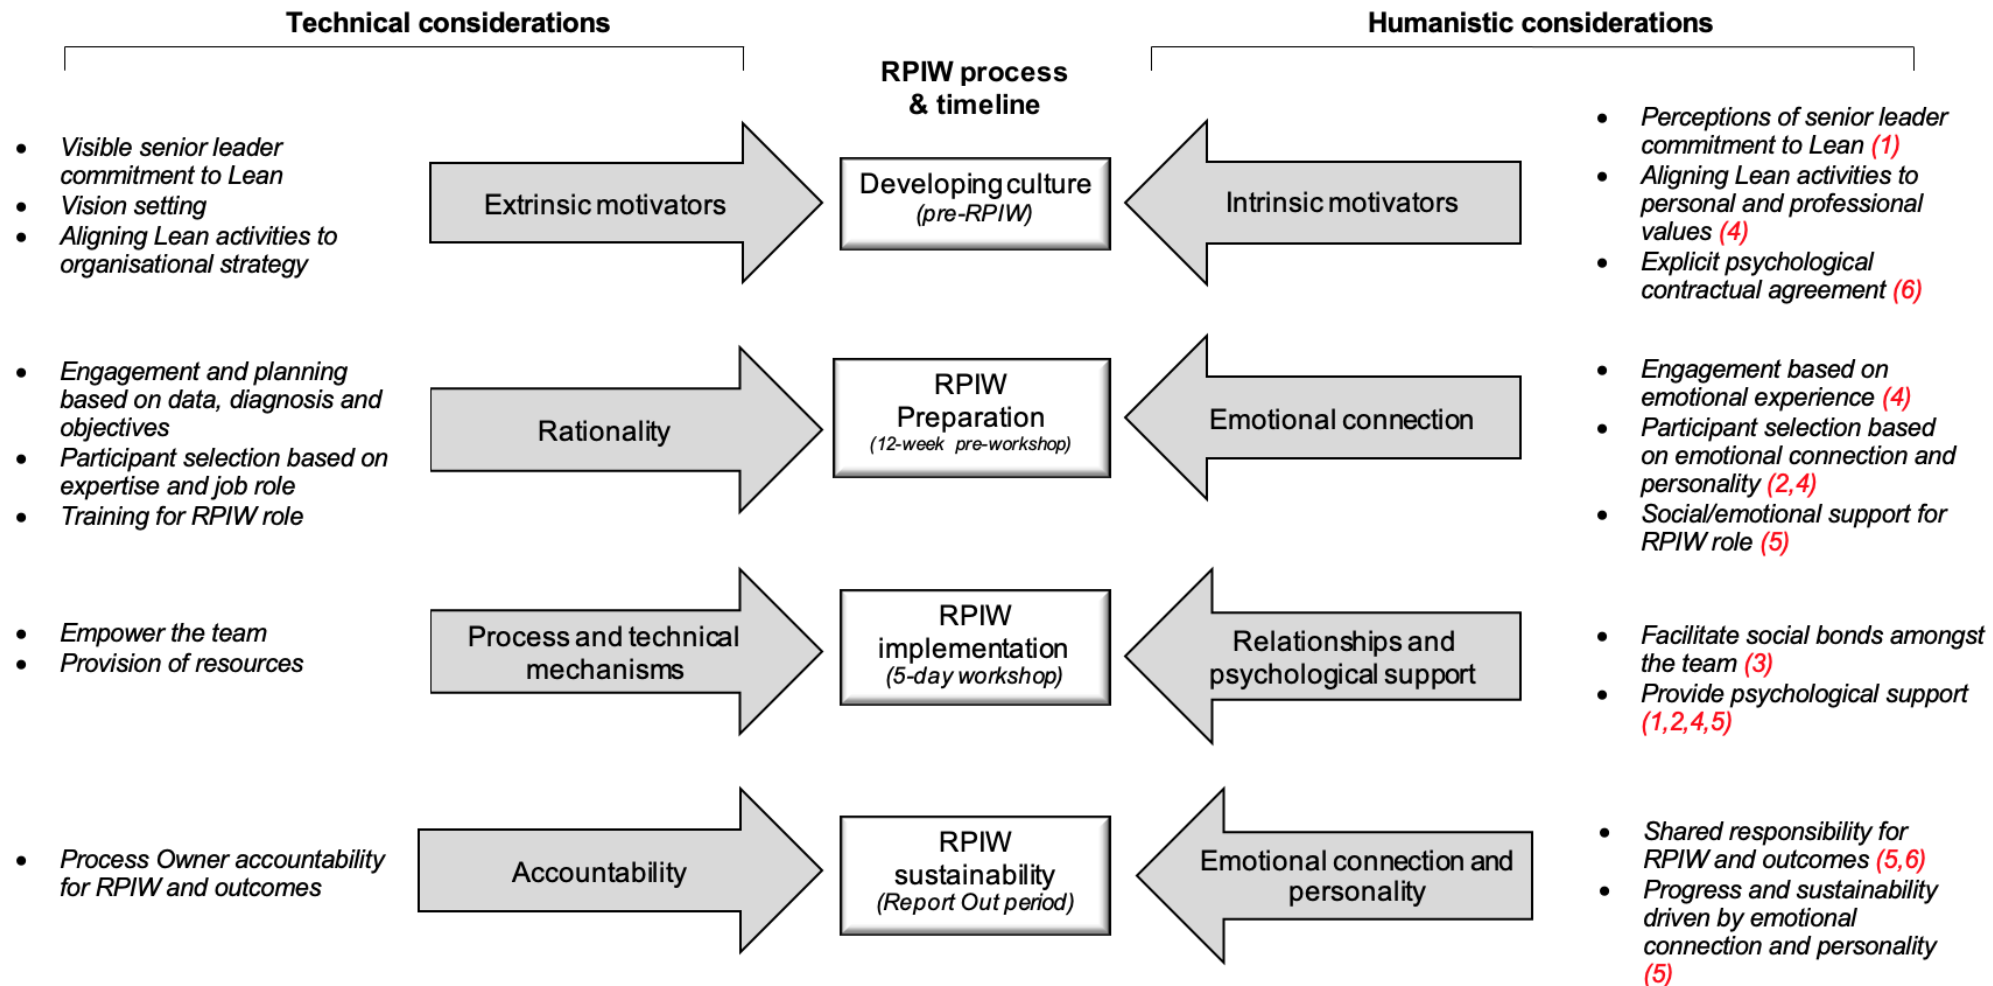 Technical considerations
Humanistic considerations
RPIW process
& timeline
• Visible senior leader
commitment to Lean
• Vision setting
• Aligning Lean activities to
organisational strategy
Extrinsic motivators
Developing culture
(pre-RPIW)
Intrinsic motivators
• Perceptions of senior leader
commitment to Lean (1)
• Aligning Lean activities to
personal and professional
values (4)
• Explicit psychological
contractual agreement (6)
• Engagement and planning
based on data, diagnosis and
objectives
• Participant selection based on
expertise and job role
• Training for RPIW role
Rationality
RPIW
Preparation
(12-week pre-workshop)
Emotional connection
• Engagement based on
emotional experience (4)
• Participant selection based
on emotional connection and
personality (2,4)
• Social/emotional support for
RPIW role (5)
• Empower the team
• Provision of resources
Process and technical
mechanisms
RPIW
implementation
(5-day workshop)
Relationships and
psychological support
• Facilitate social bonds amongst
the team (3)
• Provide psychological support
(1,2,4,5)
• Process Owner accountability
for RPIW and outcomes
Accountability
RPIW
sustainability
(Report Out period)
Emotional connection and
personality
• Shared responsibility for
RPIW and outcomes (5,6)
• Progress and sustainability
driven by emotional
connection and personality
(5)